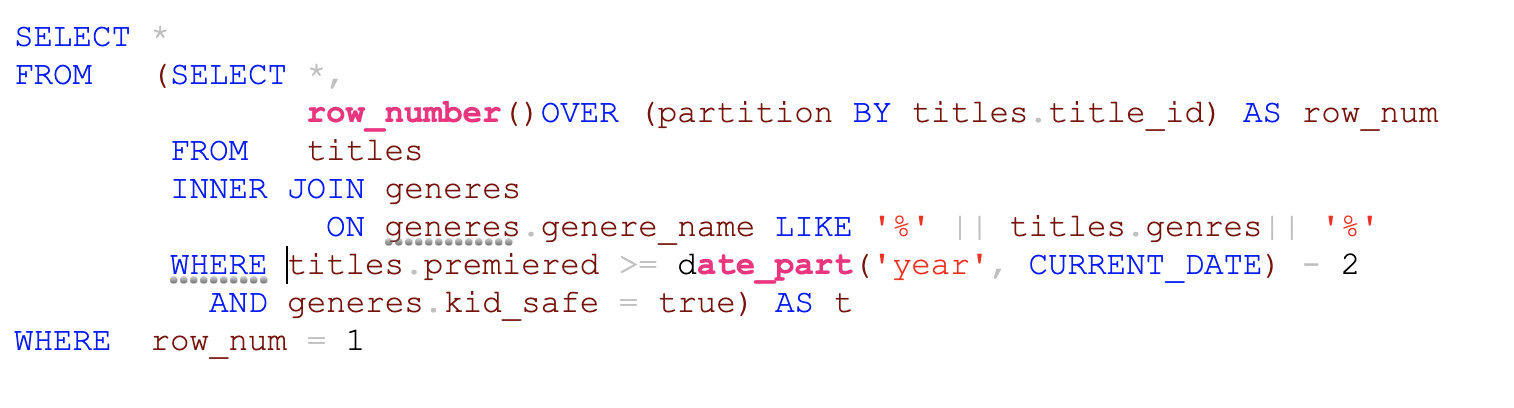 SELECT *
FROM   (SELECT *,
               row_number()OVER (partition BY titles.title_id) AS row_num
        FROM   titles
        INNER JOIN generes
                ON generes.genere_name LIKE '%' || titles.genres|| '%'
        WHERE titles.premiered >= date_part('year', CURRENT_DATE) - 2
          AND generes.kid_safe = true) AS t
WHERE  row_num = 1